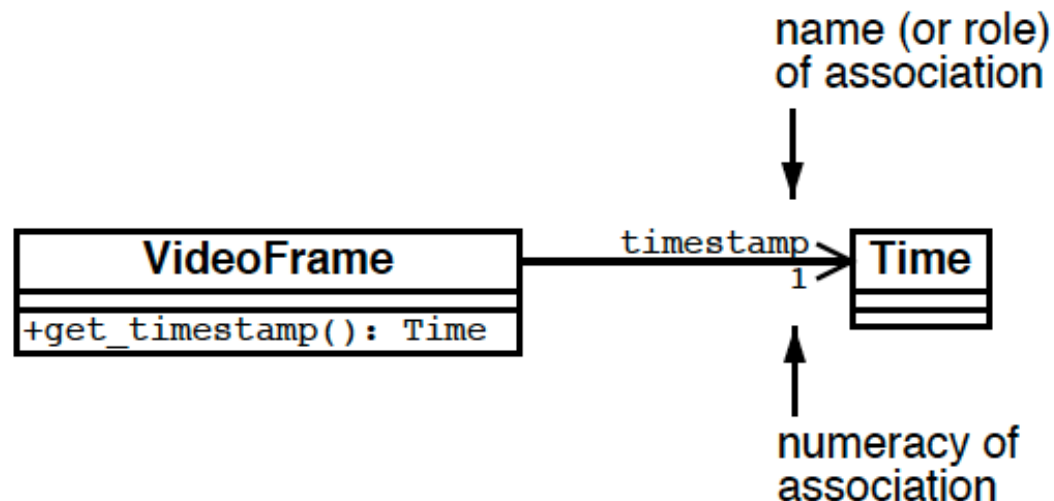 name (or role)
of association
VideoFrame
timestamp
1
Time
+get_timestamp(): Time
numeracy of
association